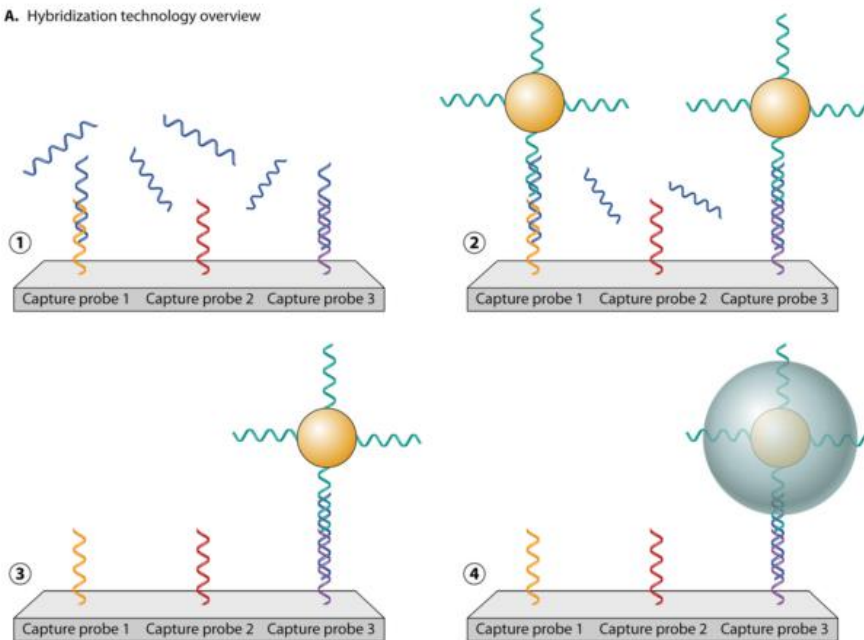 A. Hybridization technology overview
1
Capture probe 1 Capture probe 2 Capture probe 3
2
Capture probe 1 Capture probe 2 Capture probe 3
3
Capture probe 1 Capture probe 2 Capture probe 3
4
Capture probe 1 Capture probe 2 Capture probe 3